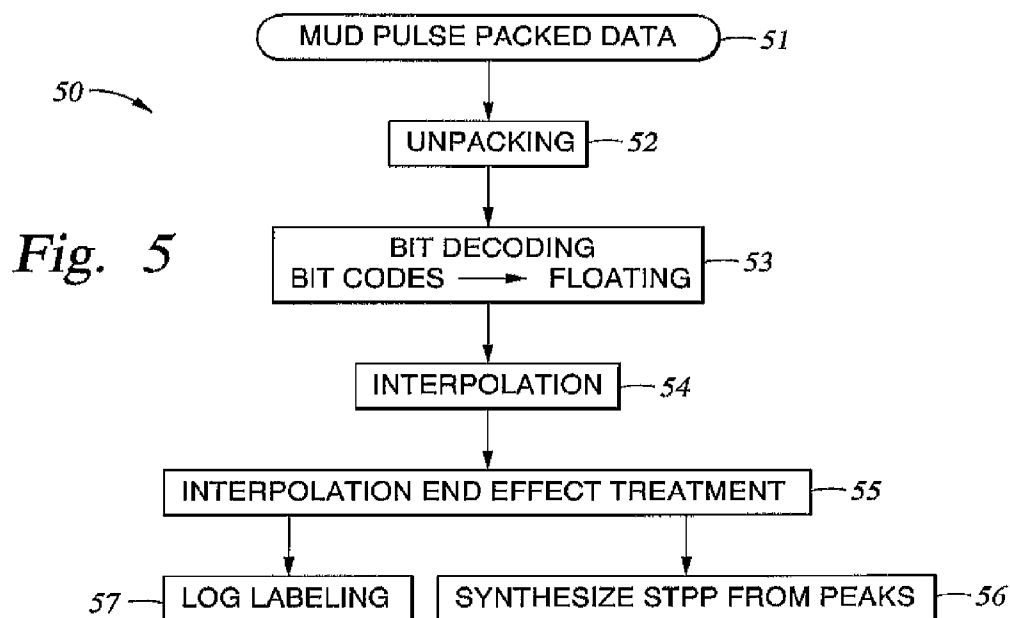 MUD PULSE PACKED DATA 51
50
UNPACKING 52
Fig. 5
BIT DECODING
BIT CODES → FLOATING 53
INTERPOLATION 54
INTERPOLATION END EFFECT TREATMENT 55
57 LOG LABELING
SYNTHESIZE STPP FROM PEAKS 56